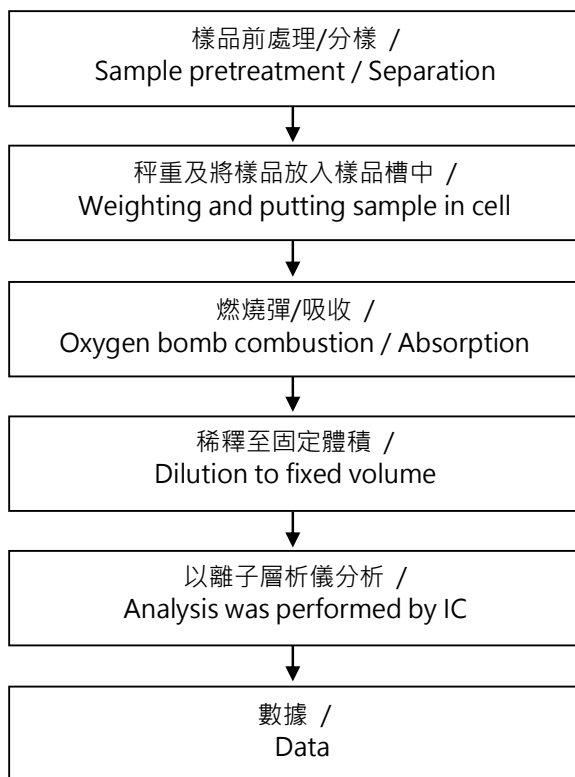 樣品前處理/分樣 /
Sample pretreatment / Separation
秤重及將樣品放入樣品槽中 /
Weighting and putting sample in cell
燃燒彈/吸收 /
Oxygen bomb combustion / Absorption
稀釋至固定體積 /
Dilution to fixed volume
以離子層析儀分析 /
Analysis was performed by IC
數據 /
Data